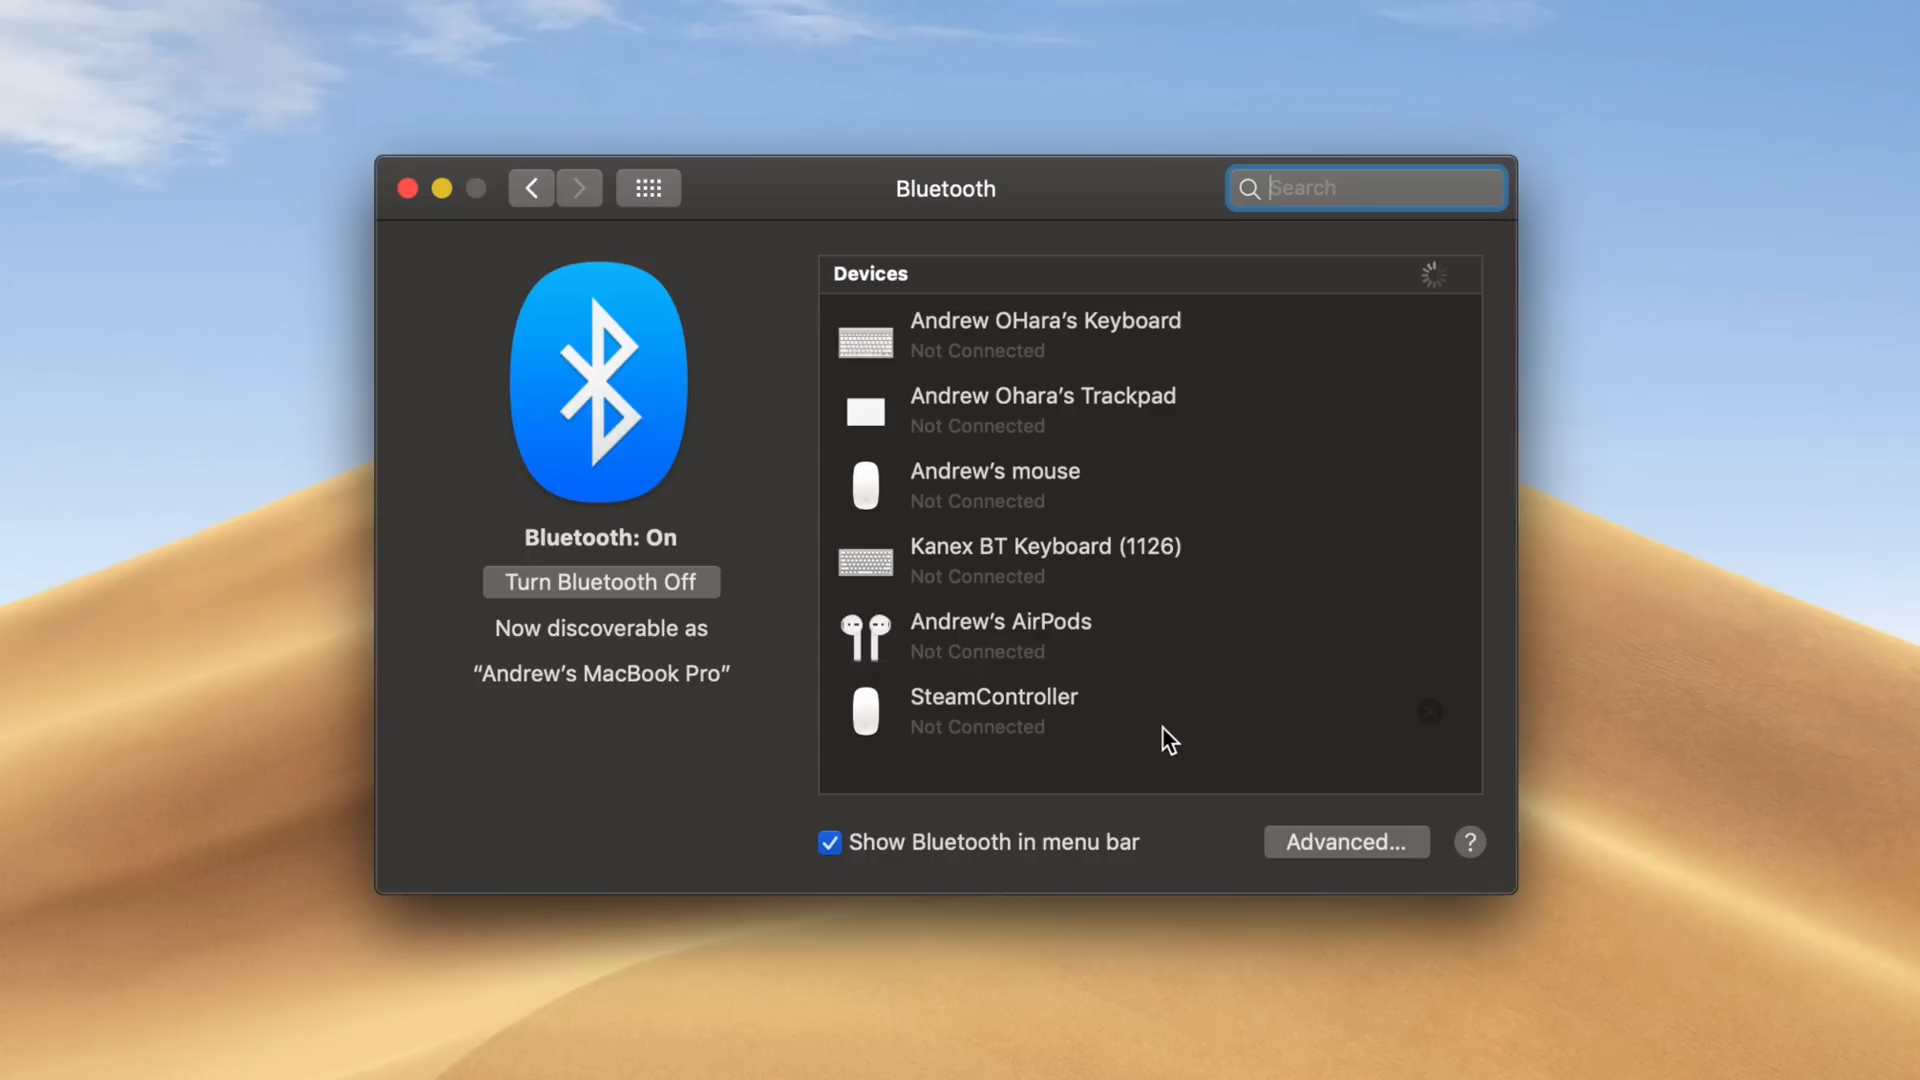 Bluetooth
Search
Devices
Andrew OHara’s Keyboard
Not Connected
Andrew Ohara’s Trackpad
Not Connected
Andrew’s mouse
Not Connected
Kanex BT Keyboard (1126)
Not Connected
Andrew’s AirPods
Not Connected
SteamController
Not Connected
Bluetooth: On
Turn Bluetooth Off
Now discoverable as
“Andrew’s MacBook Pro”
Show Bluetooth in menu bar
Advanced...
?